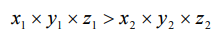 x₁ × y₁ × z₁ > x₂ × y₂ × z₂